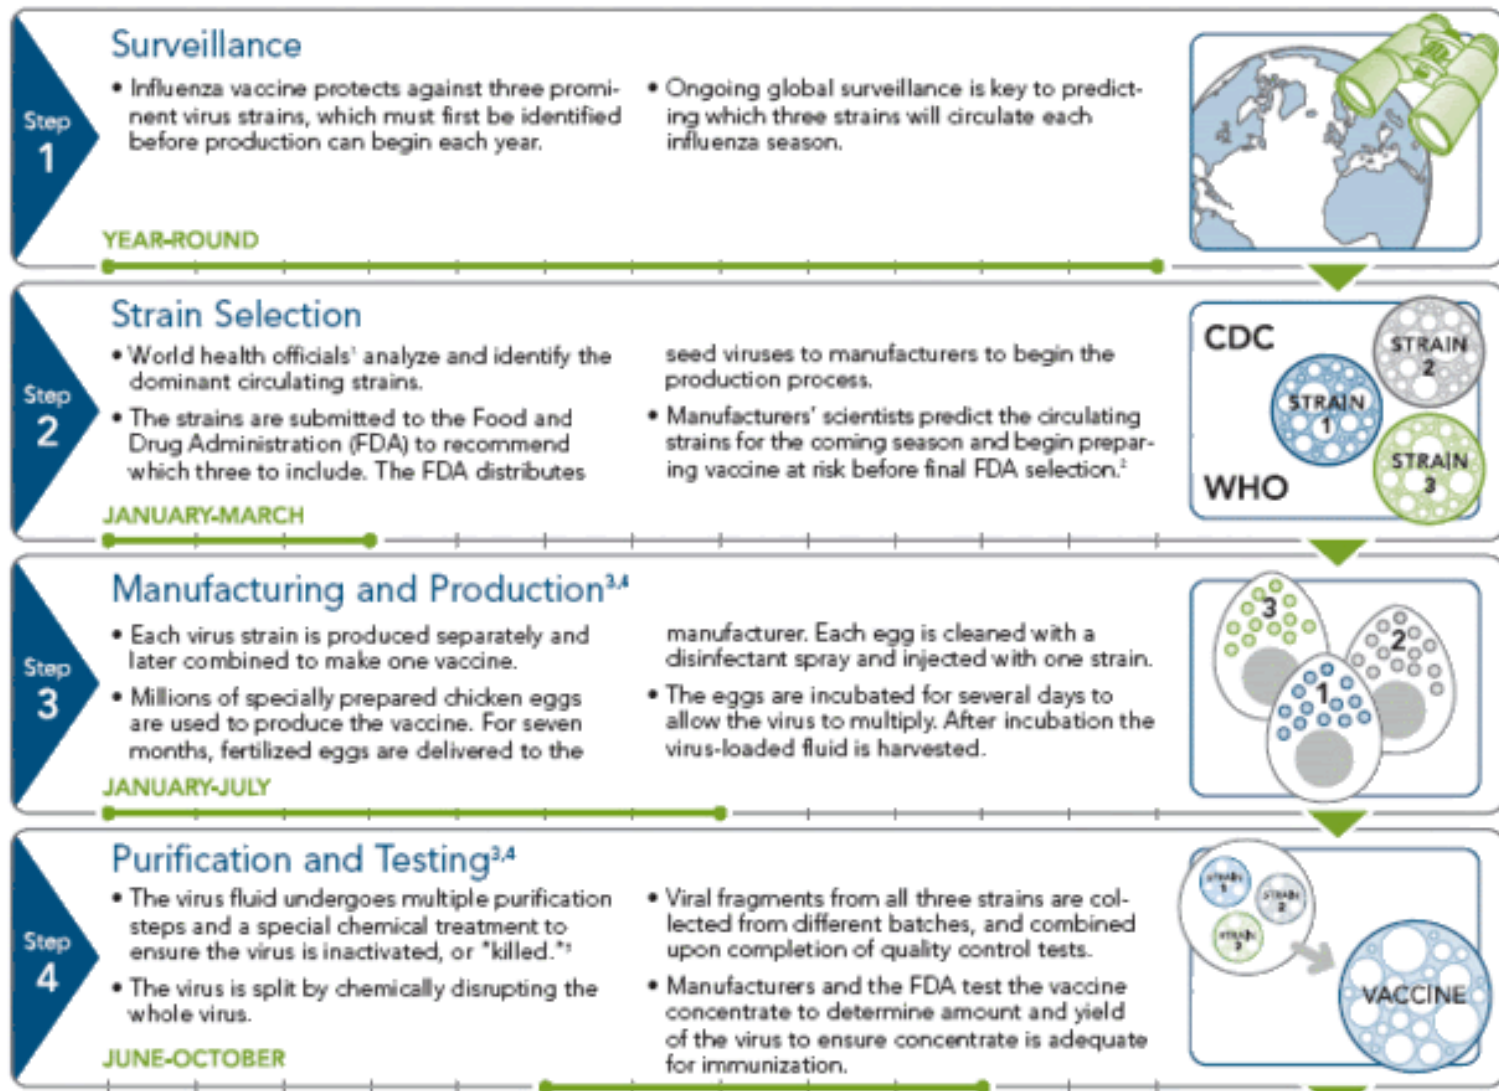 Surveillance
• Influenza vaccine protects against three promi-
nent virus strains, which must first be identified
before production can begin each year.
• Ongoing global surveillance is key to predict-
ing which three strains will circulate each
influenza season.
Step
1
YEAR-ROUND
Strain Selection
• World health officials¹ analyze and identify the
dominant circulating strains.
• The strains are submitted to the Food and
Drug Administration (FDA) to recommend
which three to include. The FDA distributes
seed viruses to manufacturers to begin the
production process.
• Manufacturers' scientists predict the circulating
strains for the coming season and begin prepar-
ing vaccine at risk before final FDA selection.²
Step
2
JANUARY-MARCH
CDC
WHO
STRAIN
1
STRAIN
2
STRAIN
3
Manufacturing and Production³,⁴
• Each virus strain is produced separately and
later combined to make one vaccine.
• Millions of specially prepared chicken eggs
are used to produce the vaccine. For seven
months, fertilized eggs are delivered to the
manufacturer. Each egg is cleaned with a
disinfectant spray and injected with one strain.
• The eggs are incubated for several days to
allow the virus to multiply. After incubation the
virus-loaded fluid is harvested.
Step
3
JANUARY-JULY
3
2
1
Purification and Testing³,⁴
• The virus fluid undergoes multiple purification
steps and a special chemical treatment to
ensure the virus is inactivated, or "killed."
• The virus is split by chemically disrupting the
whole virus.
• Viral fragments from all three strains are col-
lected from different batches, and combined
upon completion of quality control tests.
• Manufacturers and the FDA test the vaccine
concentrate to determine amount and yield
of the virus to ensure concentrate is adequate
for immunization.
Step
4
JUNE-OCTOBER
STRAIN
1
STRAIN
2
STRAIN
3
VACCINE